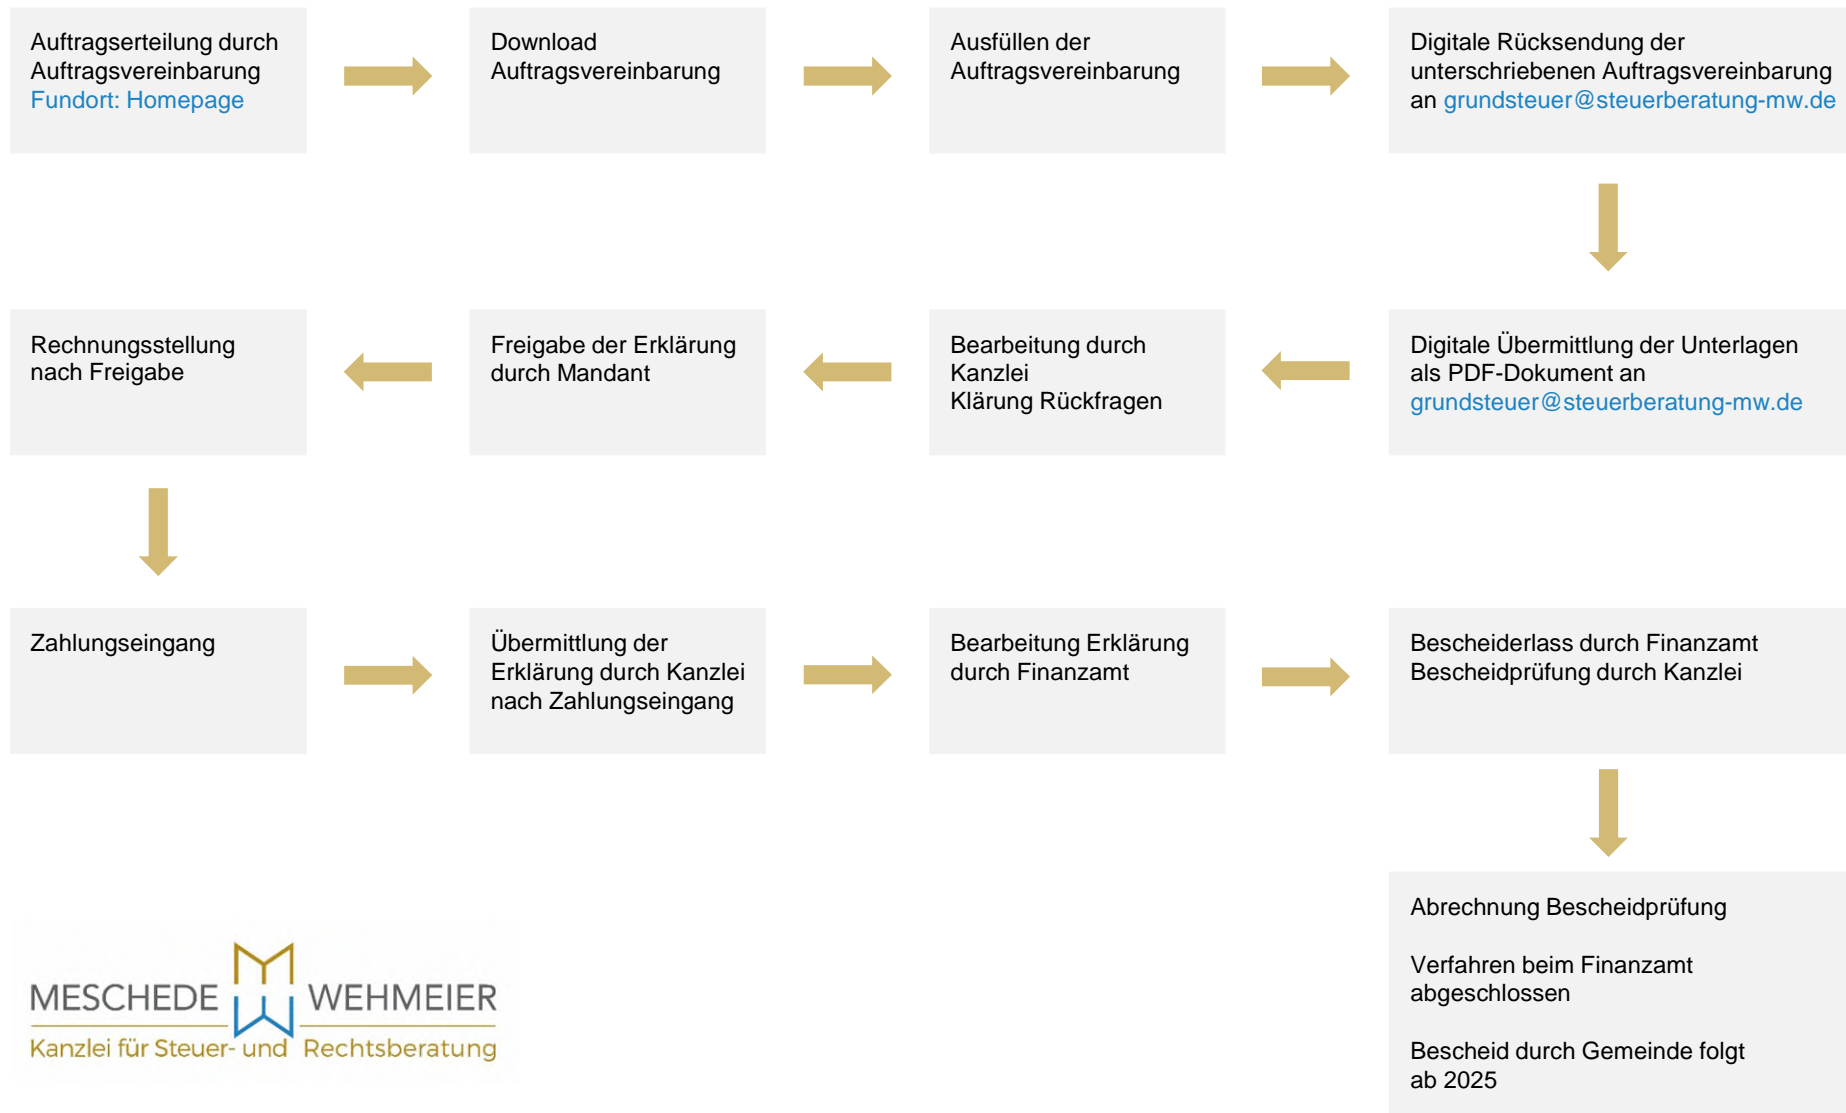 Auftragserteilung durch
Auftragsvereinbarung
Fundort: Homepage
Download
Auftragsvereinbarung
Ausfüllen der
Auftragsvereinbarung
Digitale Rücksendung der
unterschriebenen Auftragsvereinbarung
an grundsteuer@steuerberatung-mw.de
Digitale Übermittlung der Unterlagen
als PDF-Dokument an
grundsteuer@steuerberatung-mw.de
Bearbeitung durch
Kanzlei
Klärung Rückfragen
Freigabe der Erklärung
durch Mandant
Rechnungsstellung
nach Freigabe
Zahlungseingang
Übermittlung der
Erklärung durch Kanzlei
nach Zahlungseingang
Bearbeitung Erklärung
durch Finanzamt
Bescheiderlass durch Finanzamt
Bescheidprüfung durch Kanzlei
Abrechnung Bescheidprüfung
Verfahren beim Finanzamt
abgeschlossen
Bescheid durch Gemeinde folgt
ab 2025
MESCHEDE WEHMEIER
Kanzlei für Steuer- und Rechtsberatung